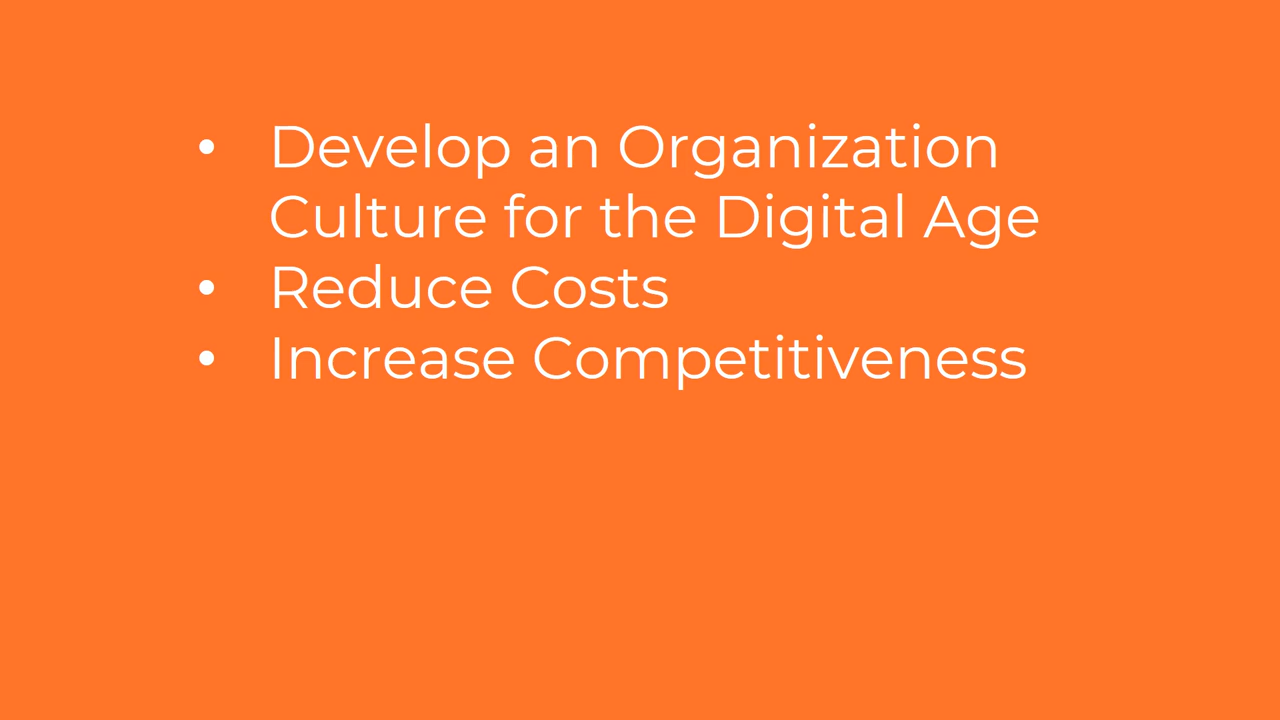 • Develop an Organization
Culture for the Digital Age
• Reduce Costs
• Increase Competitiveness